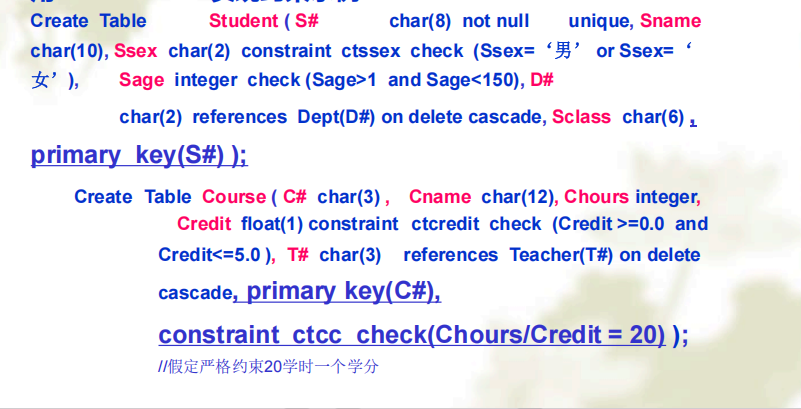 Create Table Student ( S# char(8) not null unique, Sname
char(10), Ssex char(2) constraint ctssex check (Ssex=‘男’ or Ssex=‘
女’), Sage integer check (Sage>1 and Sage<150), D#
char(2) references Dept(D#) on delete cascade, Sclass char(6) ,
primary key(S#) );
Create Table Course ( C# char(3) , Cname char(12), Chours integer,
Credit float(1) constraint ctcredit check (Credit >=0.0 and
Credit<=5.0 ), T# char(3) references Teacher(T#) on delete
cascade, primary key(C#),
constraint ctcc check(Chours/Credit = 20) );
//假定严格约束20学时一个学分